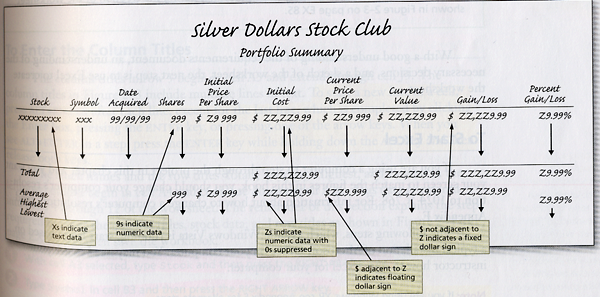 Silver Dollars Stock Club
Portfolio Summary
Stock Symbol Date Acquired Shares Initial Price Per Share Initial Cost Current Price Per Share Current Value Gain/Loss Percent Gain/Loss
XXXXXXXXX XXX 99/99/99 999 $ Z9 999 $ ZZ,ZZ9.99 $ ZZ9 999 $ ZZ,ZZ9.99 $ ZZ,ZZ9.99 Z9.99%
Total $ ZZZ,ZZ9.99 $ ZZZ,ZZ9.99 $ ZZZ,ZZ9.99 Z9.99%
Average 999 $ Z9 999 $ ZZ,ZZ9.99 $ZZ9.999 $ ZZ,ZZ9.99 $ ZZ,ZZ9.99 Z9.99%
Highest
Lowest
Xs indicate
text data
9s indicate
numeric data
Zs indicate
numeric data with
0s suppressed
$ adjacent to Z
indicates floating
dollar sign
$ not adjacent to
Z indicates a fixed
dollar sign